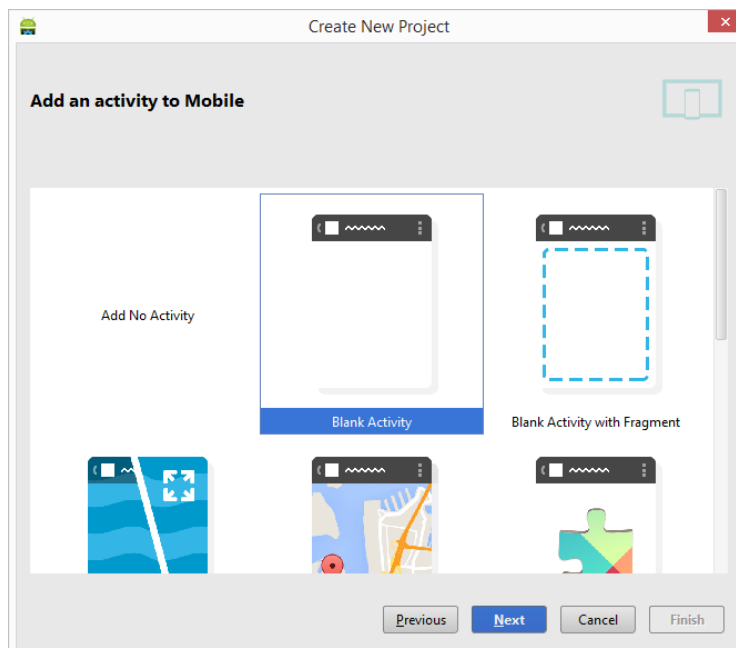 Create New Project
Add an activity to Mobile
Add No Activity
Blank Activity
Blank Activity with Fragment
Previous
Next
Cancel
Finish